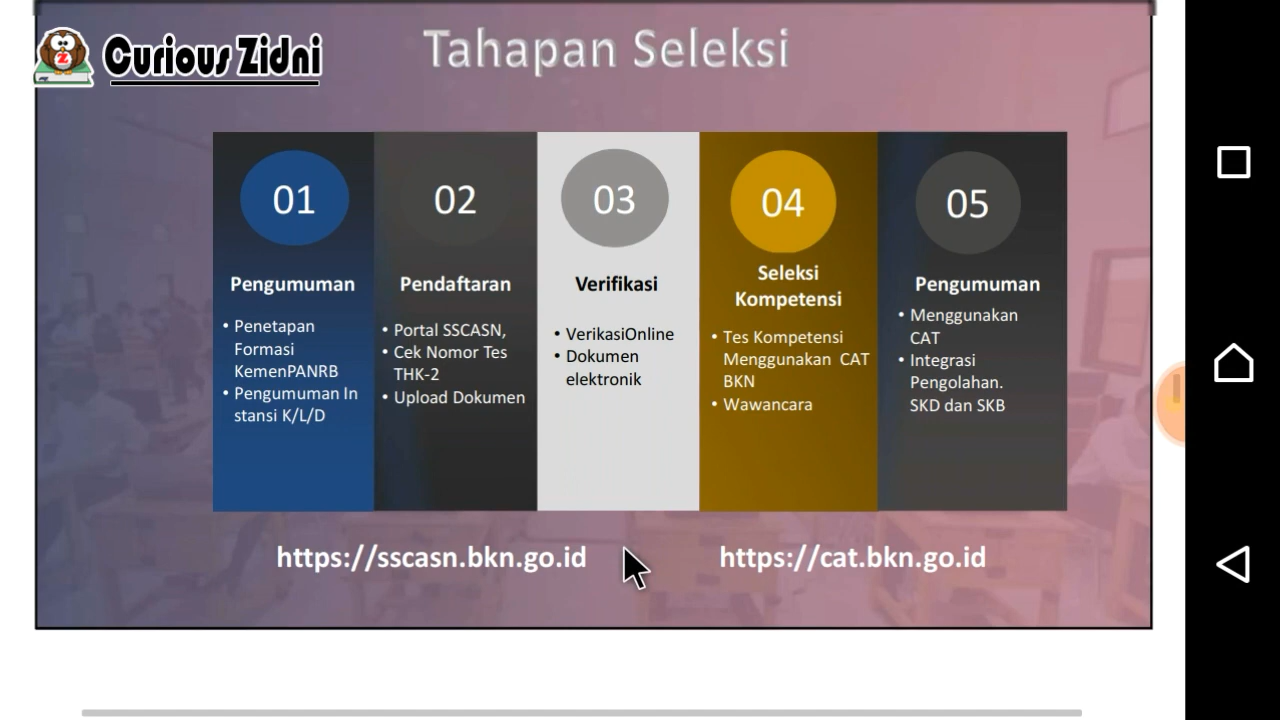 Curious Zidni
Tahapan Seleksi
01
Pengumuman
• Penetapan
Formasi
KemenPANRB
• Pengumuman In
stansi K/L/D
02
Pendaftaran
• Portal SSCASN,
• Cek Nomor Tes
THK-2
• Upload Dokumen
03
Verifikasi
• VerikasiOnline
• Dokumen
elektronik
04
Seleksi
Kompetensi
• Tes Kompetensi
Menggunakan CAT
BKN
• Wawancara
05
Pengumuman
• Menggunakan
CAT
• Integrasi
Pengolahan.
SKD dan SKB
https://sscasn.bkn.go.id
https://cat.bkn.go.id